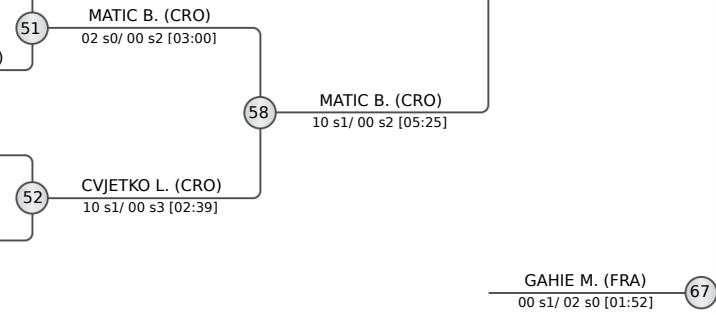 51
MATIC B. (CRO)
02 s0/ 00 s2 [03:00]
)
58
MATIC B. (CRO)
10 s1/ 00 s2 [05:25]
52
CVJETKO L. (CRO)
10 s1/ 00 s3 [02:39]
GAHIE M. (FRA)
00 s1/ 02 s0 [01:52]
67